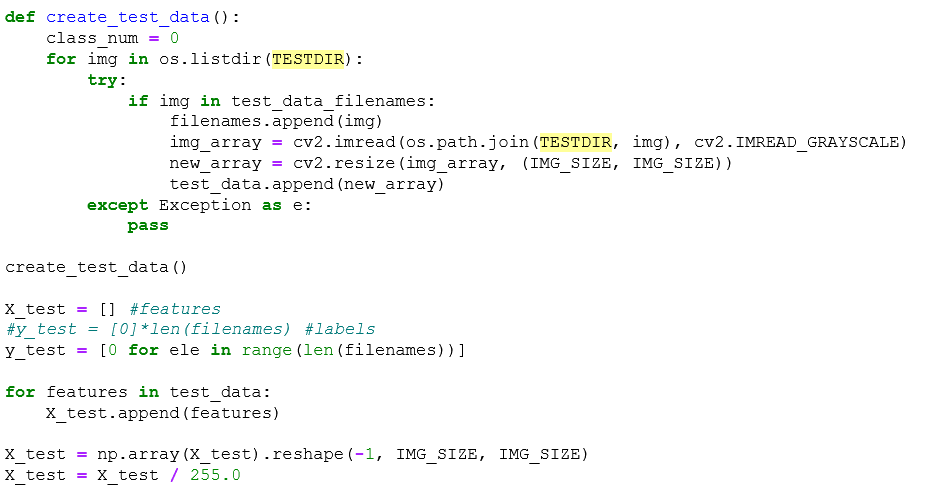 def create_test_data():
    class_num = 0
    for img in os.listdir(TESTDIR):
        try:
            if img in test_data_filenames:
                filenames.append(img)
                img_array = cv2.imread(os.path.join(TESTDIR, img), cv2.IMREAD_GRAYSCALE)
                new_array = cv2.resize(img_array, (IMG_SIZE, IMG_SIZE))
                test_data.append(new_array)
        except Exception as e:
            pass

create_test_data()

X_test = [] #features
#y_test = [0]*len(filenames) #labels
y_test = [0 for ele in range(len(filenames))]

for features in test_data:
    X_test.append(features)

X_test = np.array(X_test).reshape(-1, IMG_SIZE, IMG_SIZE)
X_test = X_test / 255.0